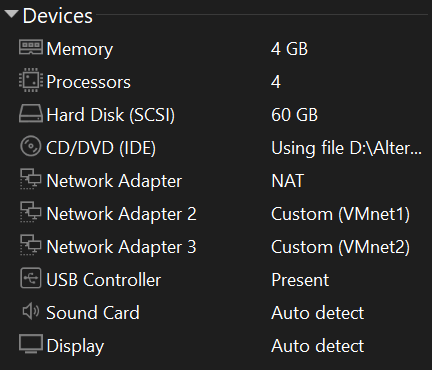 Devices
Memory 4 GB
Processors 4
Hard Disk (SCSI) 60 GB
CD/DVD (IDE) Using file D:\Alter...
Network Adapter NAT
Network Adapter 2 Custom (VMnet1)
Network Adapter 3 Custom (VMnet2)
USB Controller Present
Sound Card Auto detect
Display Auto detect